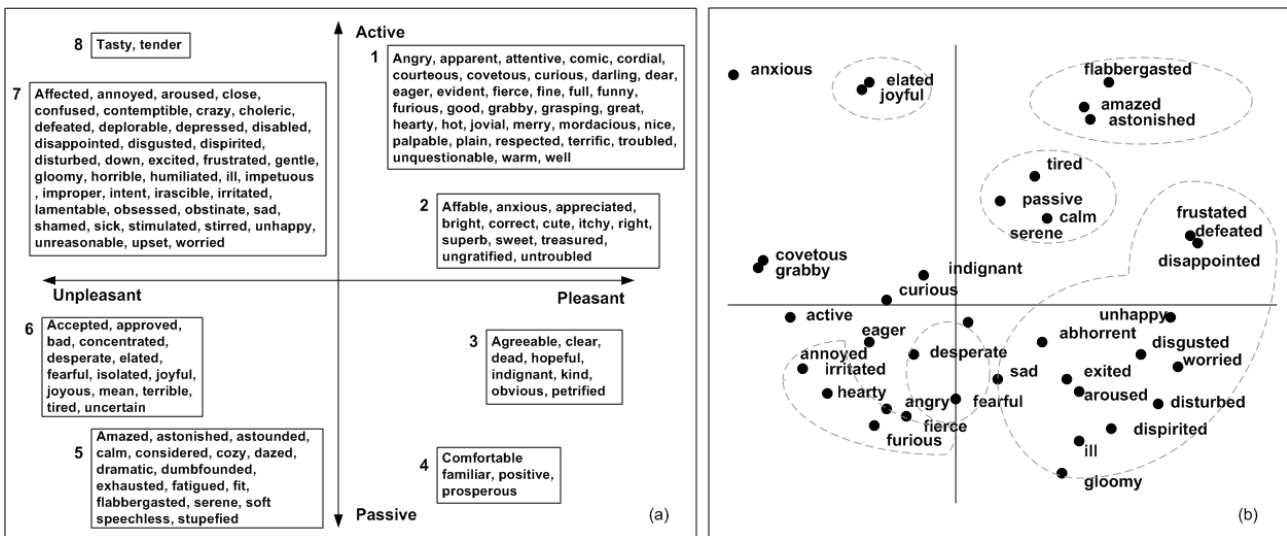 8
Tasty, tender
Active
1
Angry, apparent, attentive, comic, cordial,
courteous, covetous, curious, darling, dear,
eager, evident, fierce, fine, full, funny,
furious, good, grabby, grasping, great,
hearty, hot, jovial, merry, mordacious, nice,
palpable, plain, respected, terrific, troubled,
unquestionable, warm, well
7
Affected, annoyed, aroused, close,
confused, contemptible, crazy, choleric,
defeated, deplorable, depressed, disabled,
disappointed, disgusted, dispirited,
disturbed, down, excited, frustrated, gentle,
gloomy, horrible, humiliated, ill, impetuous
, improper, intent, irascible, irritated,
lamentable, obsessed, obstinate, sad,
shamed, sick, stimulated, stirred, unhappy,
unreasonable, upset, worried
2
Affable, anxious, appreciated,
bright, correct, cute, itchy, right,
superb, sweet, treasured,
ungratified, untroubled
Unpleasant
Pleasant
6
Accepted, approved,
bad, concentrated,
desperate, elated,
fearful, isolated, joyful,
joyous, mean, terrible,
tired, uncertain
3
Agreeable, clear,
dead, hopeful,
indignant, kind,
obvious, petrified
5
Amazed, astonished, astounded,
calm, considered, cozy, dazed,
dramatic, dumbfounded,
exhausted, fatigued, fit,
flabbergasted, serene, soft
speechless, stupefied
4
Comfortable
familiar, positive,
prosperous
Passive
(a)
anxious
elated
joyful
flabbergasted
amazed
astonished
tired
passive
calm
serene
frustated
defeated
disappointed
covetous
grabby
indignant
curious
active
eager
annoyed
irritated
hearty
desperate
angry
fierce
furious
fearful
sad
unhappy
abhorrent
disgusted
worried
exited
aroused
disturbed
dispirited
ill
gloomy
(b)